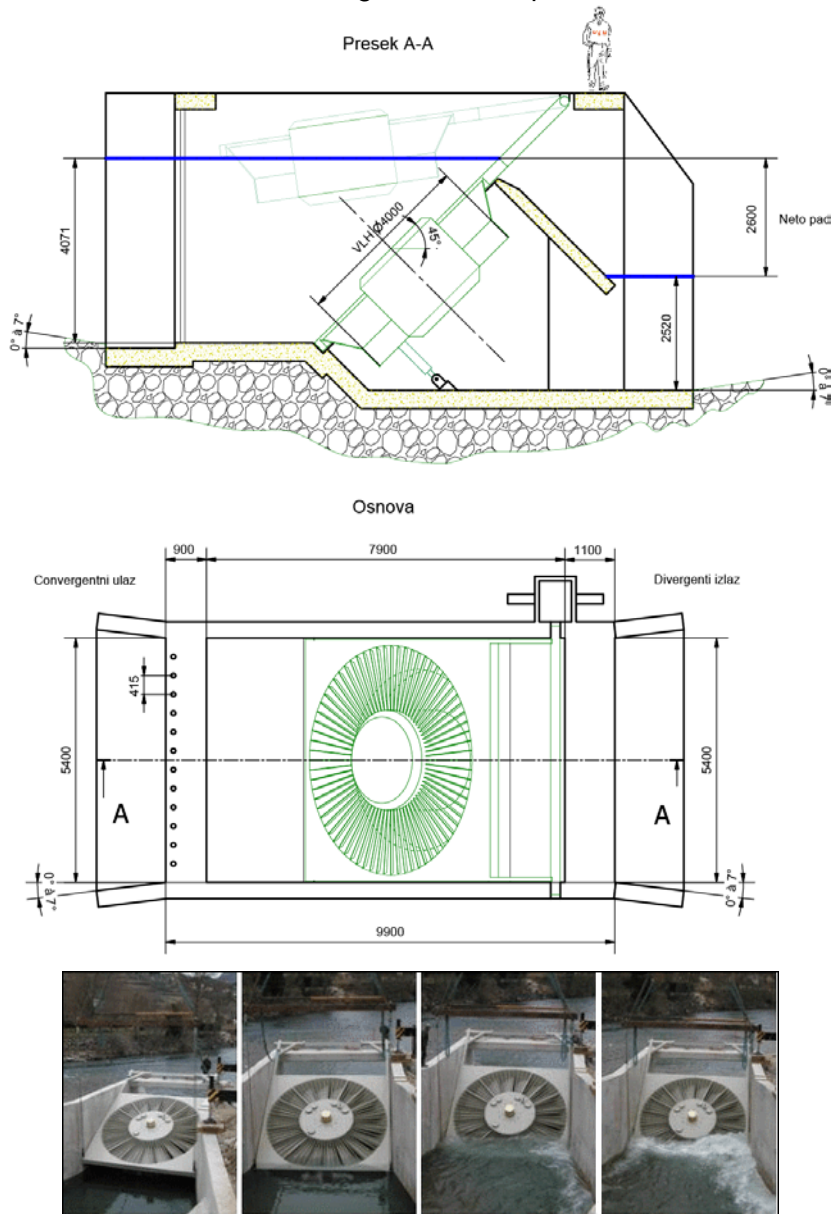 Presek A-A
4071
VLH Ø4000
45°
2600
Neto pad
2520
0° à 7°
0° à 7°
Osnova
900
7900
1100
Convergentni ulaz
Divergenti izlaz
415
5400
5400
A
A
0° à 7°
0° à 7°
9900